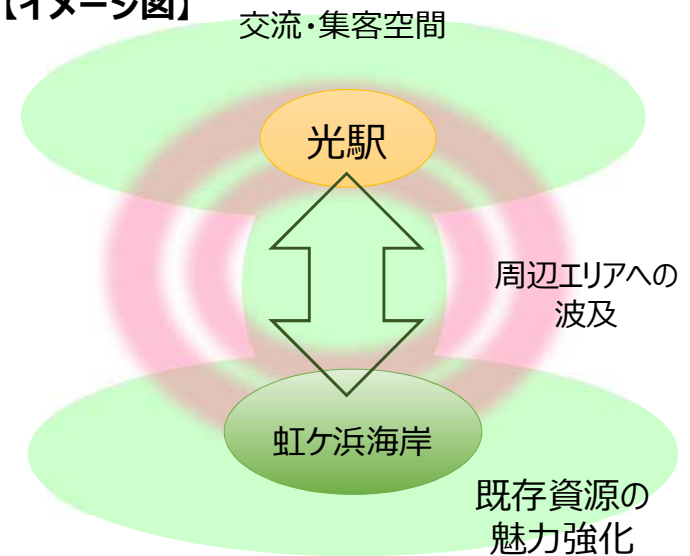 【イメージ図】
交流・集客空間
光駅
周辺エリアへの
波及
虹ケ浜海岸
既存資源の
魅力強化